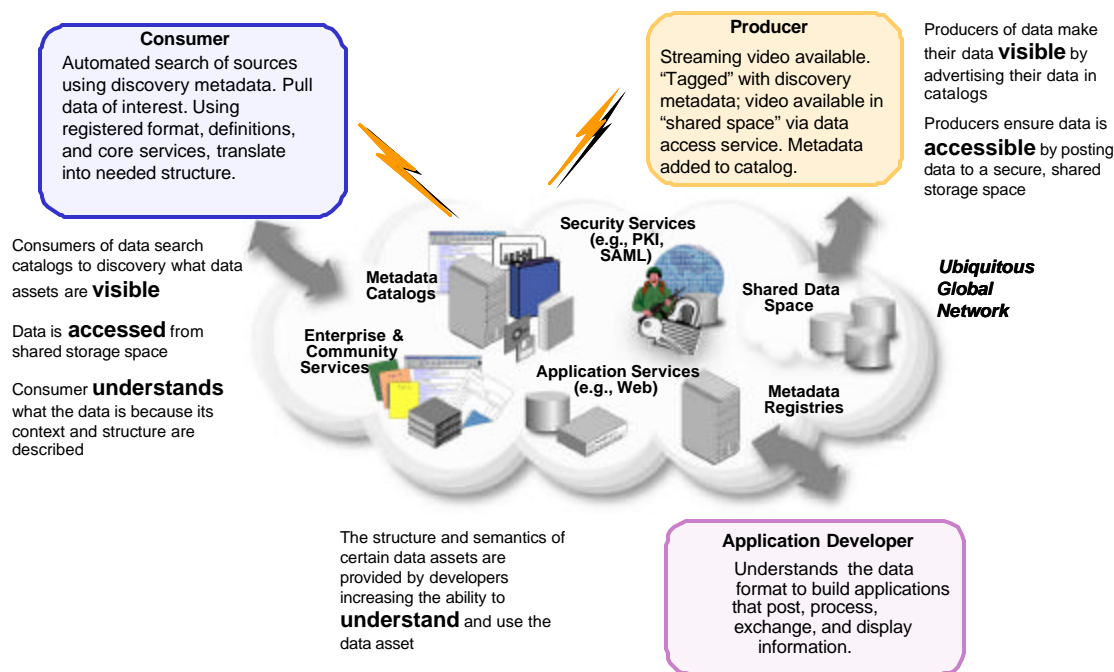 Consumer
Automated search of sources
using discovery metadata. Pull
data of interest. Using
registered format, definitions,
and core services, translate
into needed structure.
Producer
Streaming video available.
“Tagged” with discovery
metadata; video available in
“shared space” via data
access service. Metadata
added to catalog.
Producers of data make
their data visible by
advertising their data in
catalogs
Producers ensure data is
accessible by posting
data to a secure, shared
storage space
Consumers of data search
catalogs to discovery what data
assets are visible
Data is accessed from
shared storage space
Consumer understands
what the data is because its
context and structure are
described
Metadata
Catalogs
Security Services
(e.g., PKI,
SAML)
Shared Data
Space
Ubiquitous
Global
Network
Enterprise &
Community
Services
Application Services
(e.g., Web)
Metadata
Registries
The structure and semantics of
certain data assets are
provided by developers
increasing the ability to
understand and use the
data asset
Application Developer
Understands the data
format to build applications
that post, process,
exchange, and display
information.